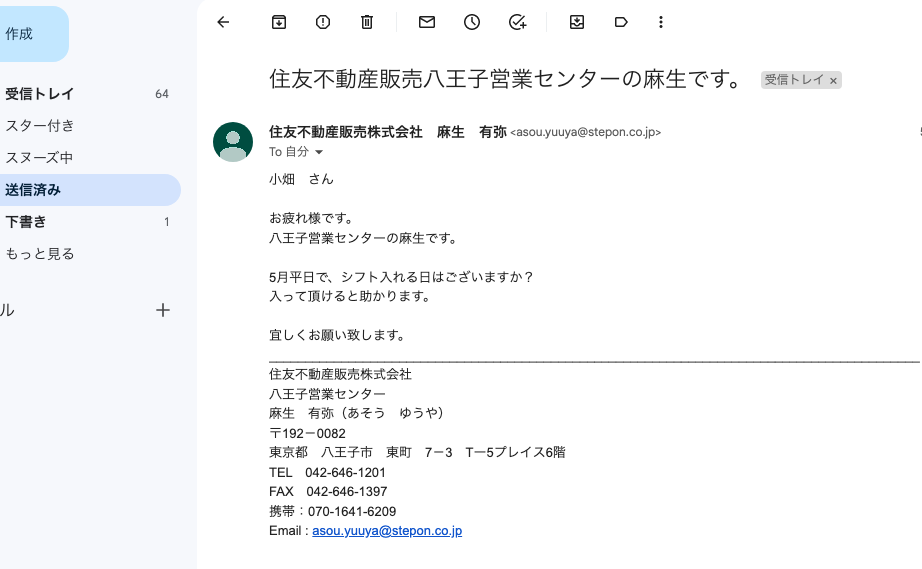 作成
受信トレイ 64
スター付き
スヌーズ中
送信済み
下書き 1
もっと見る
ル
住友不動産販売八王子営業センターの麻生です。 受信トレイ ×
住友不動産販売株式会社 麻生 有弥 <asou.yuuya@stepon.co.jp>
To 自分
小畑 さん
お疲れ様です。
八王子営業センターの麻生です。
5月平日で、シフト入れる日はございますか？
入って頂けると助かります。
宜しくお願い致します。
住友不動産販売株式会社
八王子営業センター
麻生 有弥（あそう ゆうや）
〒192－0082
東京都 八王子市 東町 7－3 Tー5プレイス6階
TEL 042-646-1201
FAX 042-646-1397
携帯：070-1641-6209
Email : asou.yuuya@stepon.co.jp